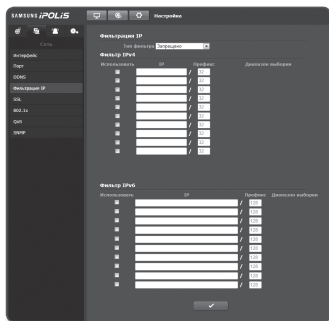 SAMSUNG iPOLiS
Настройка
Сеть
Интерфейс
Порт
DDNS
Фильтрация IP
SSL
802.1x
QoS
SNMP
Фильтрация IP
Тип фильтра Запрещено
Фильтр IPv4
Использовать IP Префикс Диапазон выборки
/ 32
/ 32
/ 32
/ 32
/ 32
/ 32
/ 32
/ 32
/ 32
/ 32
Фильтр IPv6
Использовать IP Префикс Диапазон выборки
/ 128
/ 128
/ 128
/ 128
/ 128
/ 128
/ 128
/ 128
/ 128
/ 128